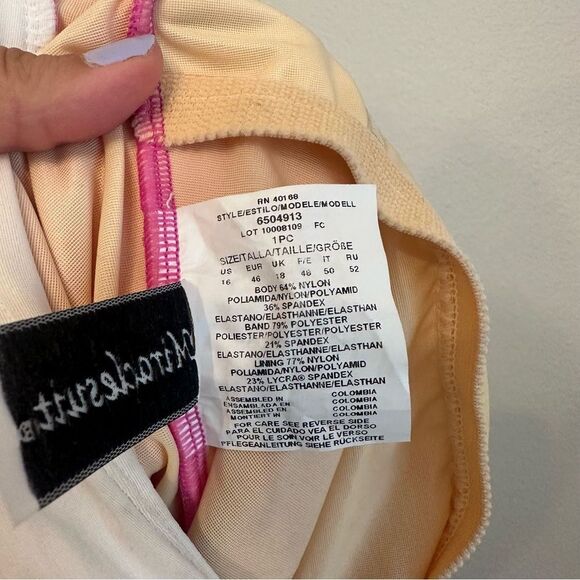 RN 40168
STYLE/ESTILO/MODELE/MODELL
6504913
LOT 10008109 FC
1PC
SIZE/TALLA/TAILLE/GRÖßE
US EUR UK F/E IT RU
16 46 18 48 50 52
BODY 64% NYLON
POLIAMIDA/NYLON/POLYAMID
36% SPANDEX
ELASTANO/ELASTHANNE/ELASTHAN
BAND 79% POLYESTER
POLIESTER/POLYESTER/POLYESTER
21% SPANDEX
ELASTANO/ELASTHANNE/ELASTHAN
LINING 77% NYLON
POLIAMIDA/NYLON/POLYAMID
23% LYCRA® SPANDEX
ELASTANO/ELASTHANNE/ELASTHAN
ASSEMBLED IN COLOMBIA
ENSAMBLADA EN COLOMBIA
ASSEMBLED EN COLOMBIA
MONTIERT IN COLOMBIA
FOR CARE SEE REVERSE SIDE
PARA EL CUIDADO VEA EL DORSO
POUR LE SOIN VOIR LE VERSO
PFLEGEANLEITUNG SIEHE RÜCKSEITE
Miraclesuit